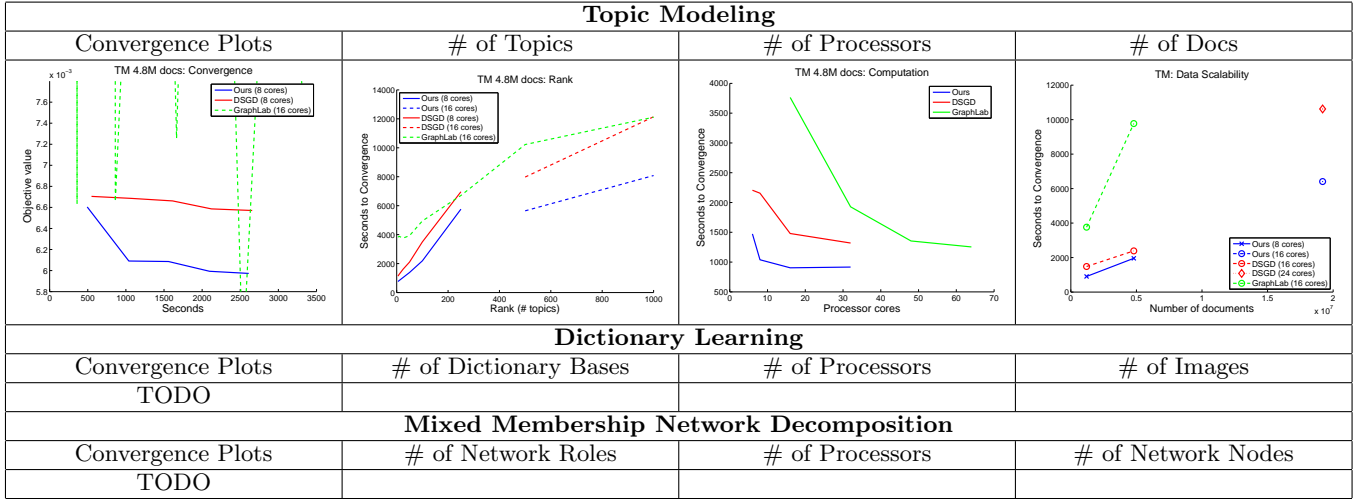 Topic Modeling
Convergence Plots # of Topics # of Processors # of Docs
TM 4.8M docs: Convergence
x 10⁻³
7.6
7.4
7.2
7
6.8
6.6
6.4
6.2
6
5.8
Objective value
0 500 1000 1500 2000 2500 3000 3500
Seconds
Ours (8 cores)
DSGD (8 cores)
GraphLab (16 cores)
TM 4.8M docs: Rank
14000
12000
10000
8000
6000
4000
2000
0
Seconds to Convergence
0 200 400 600 800 1000
Rank (# topics)
Ours (8 cores)
Ours (16 cores)
DSGD (8 cores)
DSGD (16 cores)
GraphLab (16 cores)
TM 4.8M docs: Computation
4000
3500
3000
2500
2000
1500
1000
500
Seconds to Convergence
0 10 20 30 40 50 60 70
Processor cores
Ours
DSGD
GraphLab
TM: Data Scalability
12000
10000
8000
6000
4000
2000
0
Seconds to Convergence
0 0.5 1 1.5 2
x 10⁷
Number of documents
Ours (8 cores)
Ours (16 cores)
DSGD (16 cores)
DSGD (24 cores)
GraphLab (16 cores)
Dictionary Learning
Convergence Plots # of Dictionary Bases # of Processors # of Images
TODO
Mixed Membership Network Decomposition
Convergence Plots # of Network Roles # of Processors # of Network Nodes
TODO